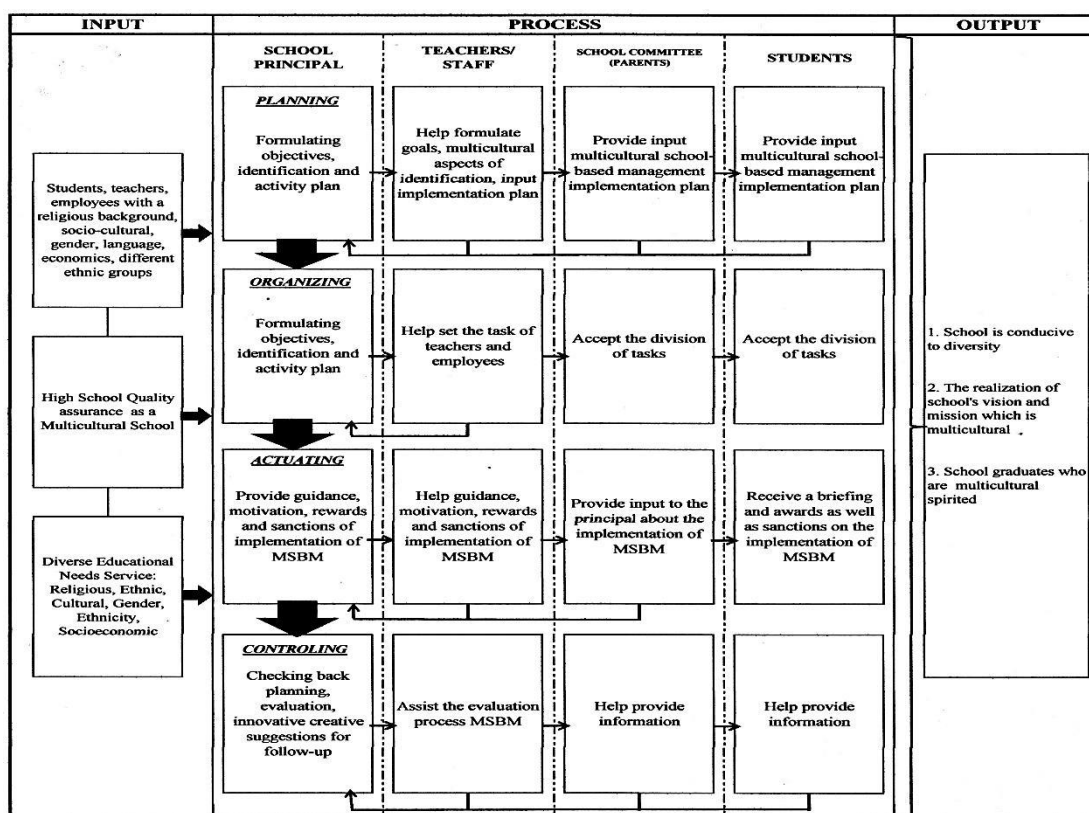 INPUT
PROCESS
OUTPUT
SCHOOL
PRINCIPAL
TEACHERS/
STAFF
SCHOOL COMMITTEE
(PARENTS)
STUDENTS
Students, teachers,
employees with a
religious background,
socio-cultural,
gender, language,
economics, different
ethnic groups
High School Quality
assurance as a
Multicultural School
Diverse Educational
Needs Service:
Religious, Ethnic,
Cultural, Gender,
Ethnicity,
Socioeconomic
PLANNING
Formulating
objectives,
identification and
activity plan
Help formulate
goals, multicultural
aspects of
identification, input
implementation plan
Provide input
multicultural school-
based management
implementation plan
Provide input
multicultural school-
based management
implementation plan
ORGANIZING
Formulating
objectives,
identification and
activity plan
Help set the task of
teachers and
employees
Accept the division
of tasks
Accept the division
of tasks
ACTUATING
Provide guidance,
motivation, rewards
and sanctions of
implementation of
MSBM
Help guidance,
motivation, rewards
and sanctions of
implementation of
MSBM
Provide input to the
principal about the
implementation of
MSBM
Receive a briefing
and awards as well
as sanctions on the
implementation of
MSBM
CONTROLING
Checking back
planning,
evaluation,
innovative creative
suggestions for
follow-up
Assist the evaluation
process MSBM
Help provide
information
Help provide
information
1. School is conducive
to diversity
2. The realization of
school's vision and
mission which is
multicultural
3. School graduates who
are multicultural
spirited